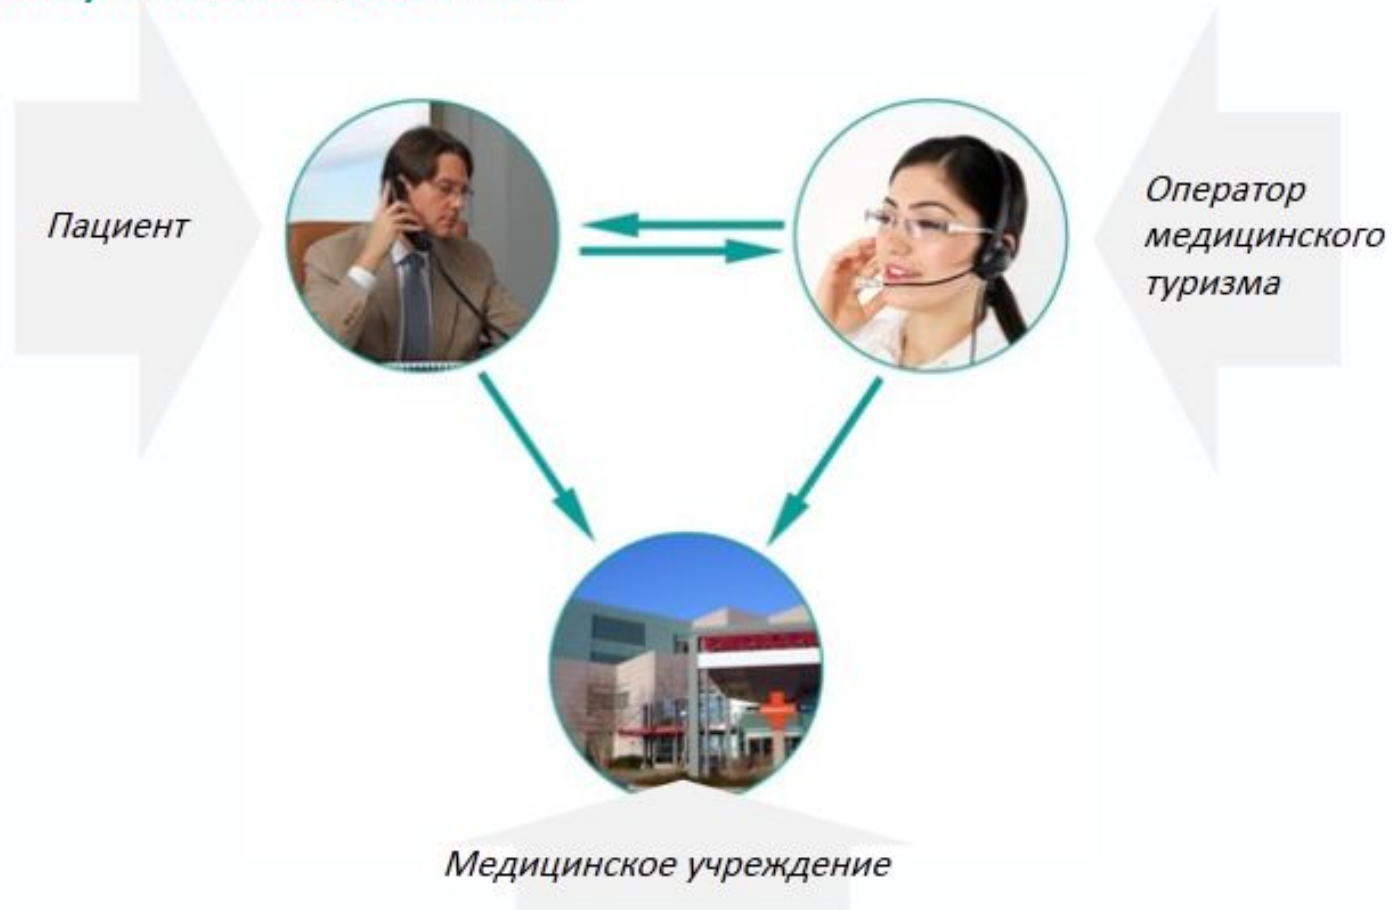 Пациент
Оператор
медицинского
туризма
Медицинское учреждение